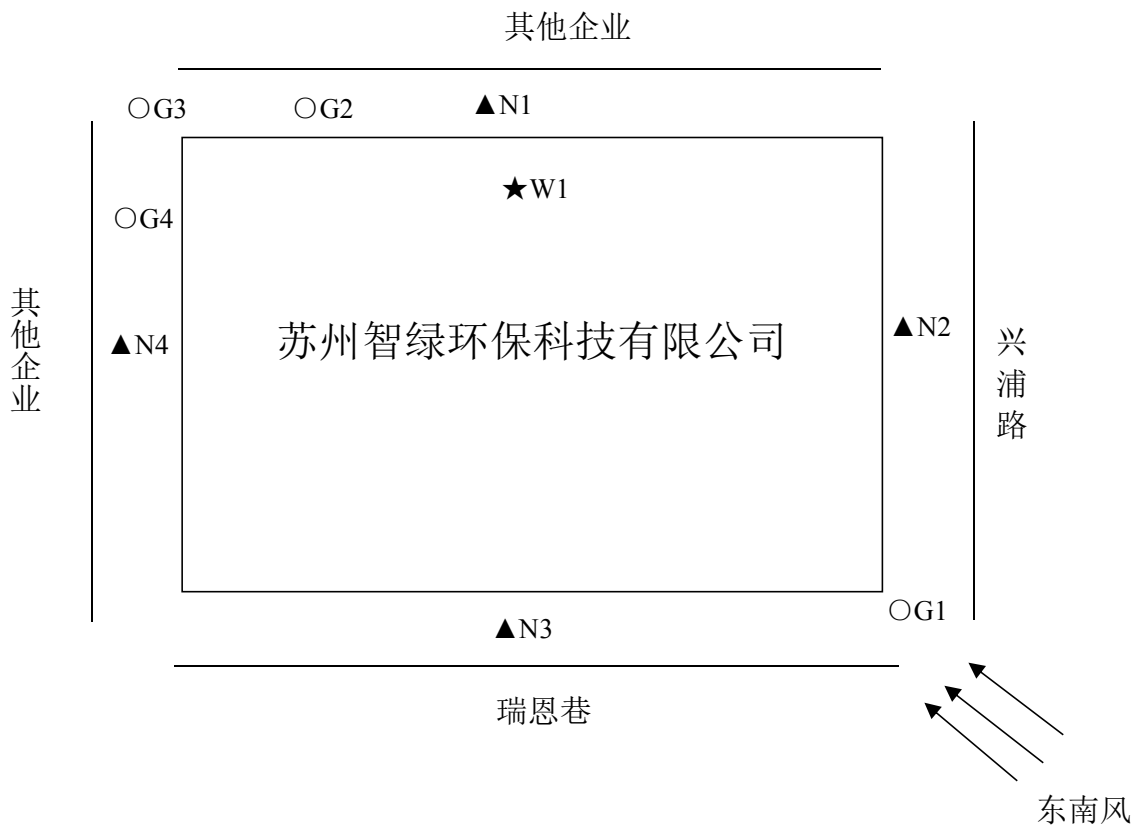 其他企业
○G3
○G2
▲N1
★W1
○G4
其他企业
▲N4
苏州智绿环保科技有限公司
▲N2
兴浦路
○G1
▲N3
瑞恩巷
东南风